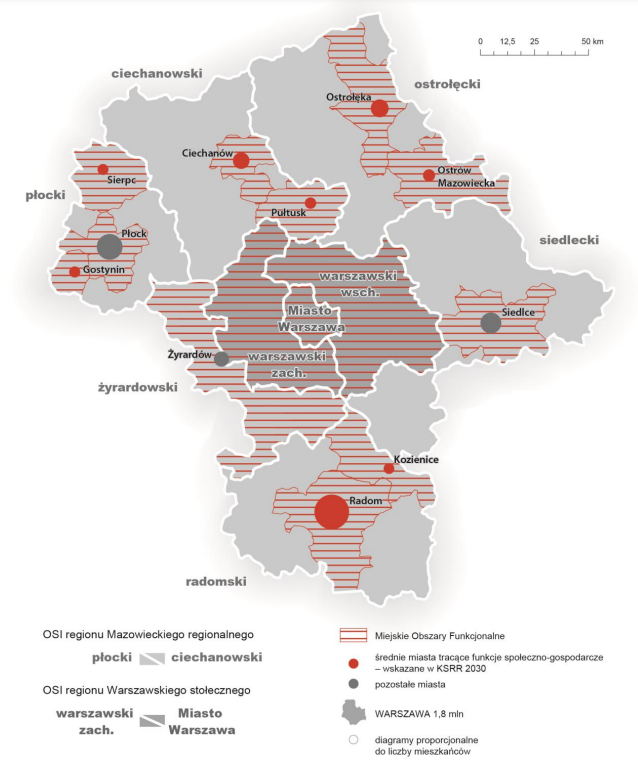 0 12,5 25 50 km
ciechanowski
ostrołęcki
Ostrołęka
Ciechanów
Sierpc
Ostrów
Mazowiecka
płocki
Pułtusk
Płock
siedlecki
Gostynin
warszawski
wsch.
Miasto
Warszawa
Siedlce
Żyrardów
warszawski
zach.
żyrardowski
Kozienice
Radom
radomski
OSI regionu Mazowieckiego regionalnego
płocki ciechanowski
OSI regionu Warszawskiego stołecznego
warszawski
zach.
Miasto
Warszawa
Miejskie Obszary Funkcjonalne
średnie miasta tracące funkcje społeczno-gospodarcze
– wskazane w KSRR 2030
pozostałe miasta
WARSZAWA 1,8 mln
diagramy proporcjonalne
do liczby mieszkańców